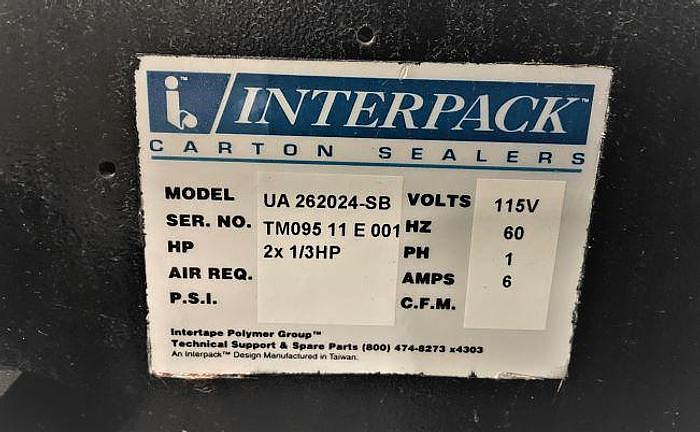 i. INTERPACK™
CARTON SEALERS
MODEL UA 262024-SB VOLTS 115V
SER. NO. TM095 11 E 001 HZ 60
HP 2x 1/3HP PH 1
AIR REQ. AMPS 6
P.S.I. C.F.M.
Intertape Polymer Group™
Technical Support & Spare Parts (800) 474-8273 x4303
An Interpack™ Design Manufactured in Taiwan.